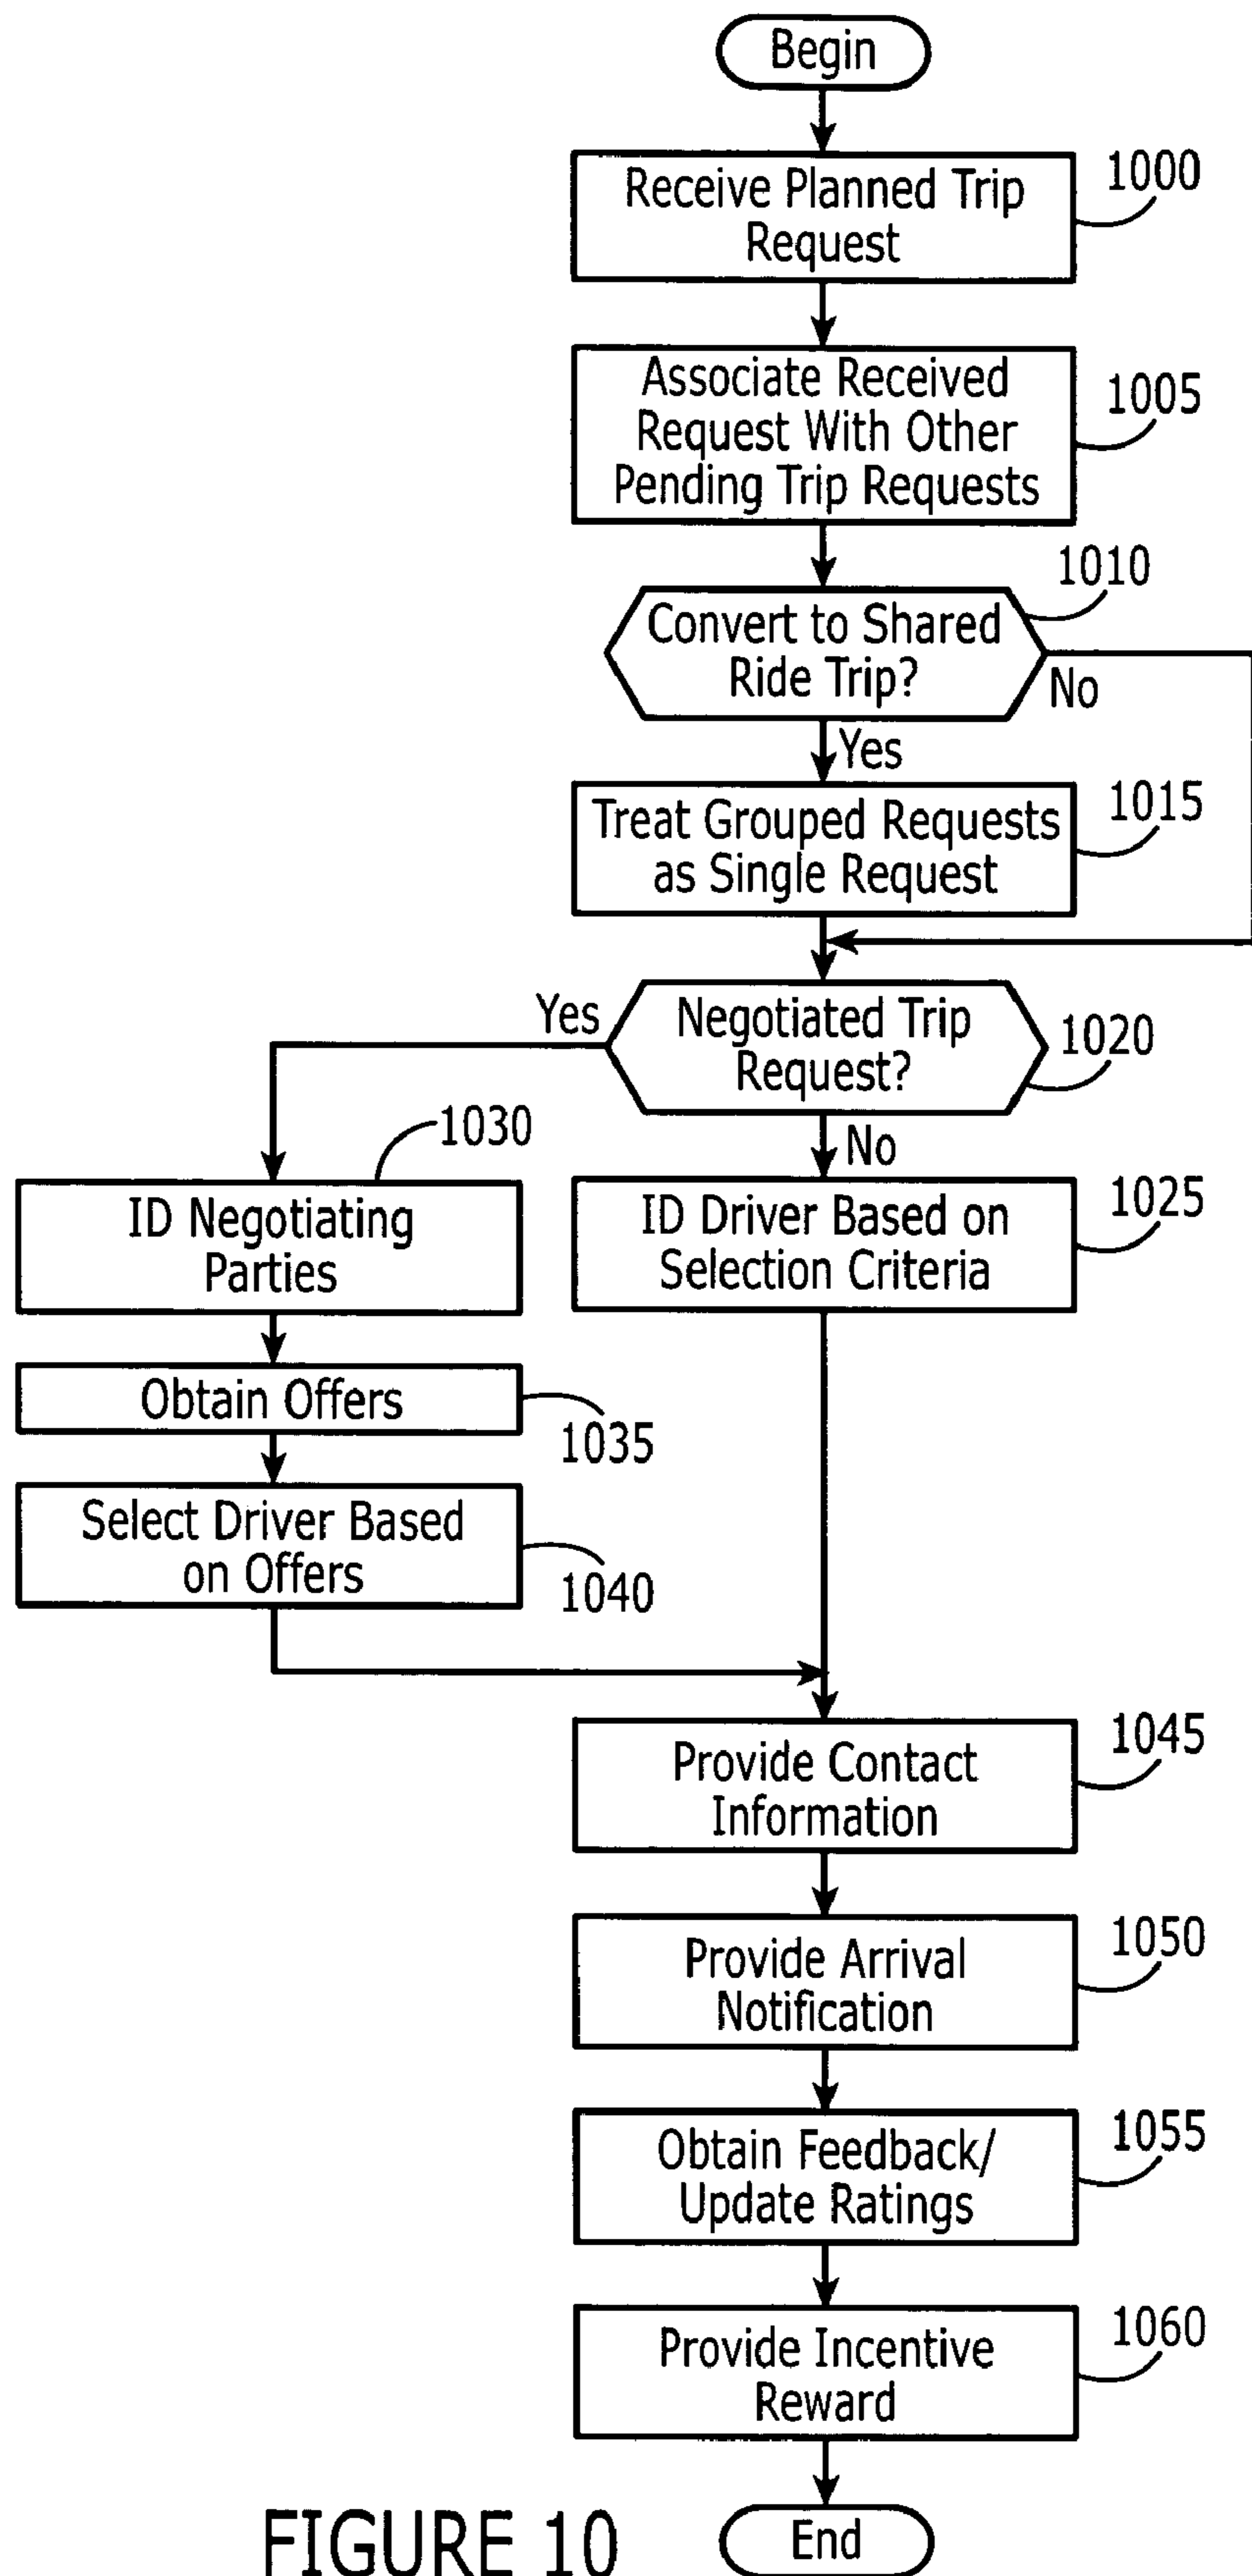 Begin
Receive Planned Trip
Request
1000
Associate Received
Request With Other
Pending Trip Requests
1005
1010
Convert to Shared
Ride Trip?
No
Yes
Treat Grouped Requests
as Single Request
1015
Yes
Negotiated Trip
Request?
1020
No
1030
ID Negotiating
Parties
ID Driver Based on
Selection Criteria
1025
Obtain Offers
1035
Select Driver Based
on Offers
1040
Provide Contact
Information
1045
Provide Arrival
Notification
1050
Obtain Feedback/
Update Ratings
1055
Provide Incentive
Reward
1060
End
FIGURE 10